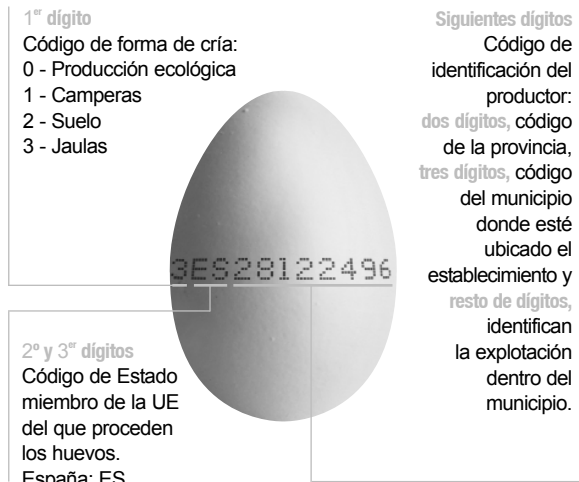 1er dígito
Código de forma de cría:
0 - Producción ecológica
1 - Camperas
2 - Suelo
3 - Jaulas
Siguientes dígitos
Código de
identificación del
productor:
dos dígitos, código
de la provincia,
tres dígitos, código
del municipio
donde esté
ubicado el
establecimiento y
resto de dígitos,
identifican
la explotación
dentro del
municipio.
3ES28122496
2º y 3er dígitos
Código de Estado
miembro de la UE
del que proceden
los huevos.
España: ES